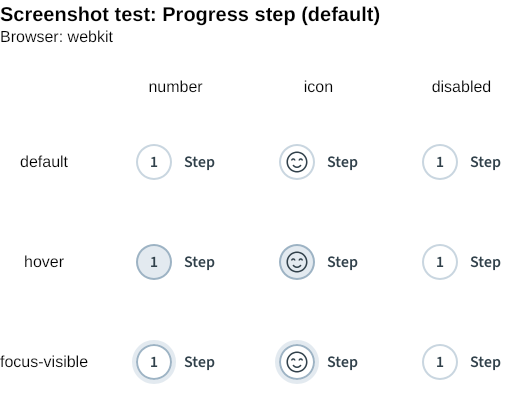 Screenshot test: Progress step (default)
Browser: webkit
number icon disabled
default 1 Step Step 1 Step
hover 1 Step Step 1 Step
focus-visible 1 Step Step 1 Step